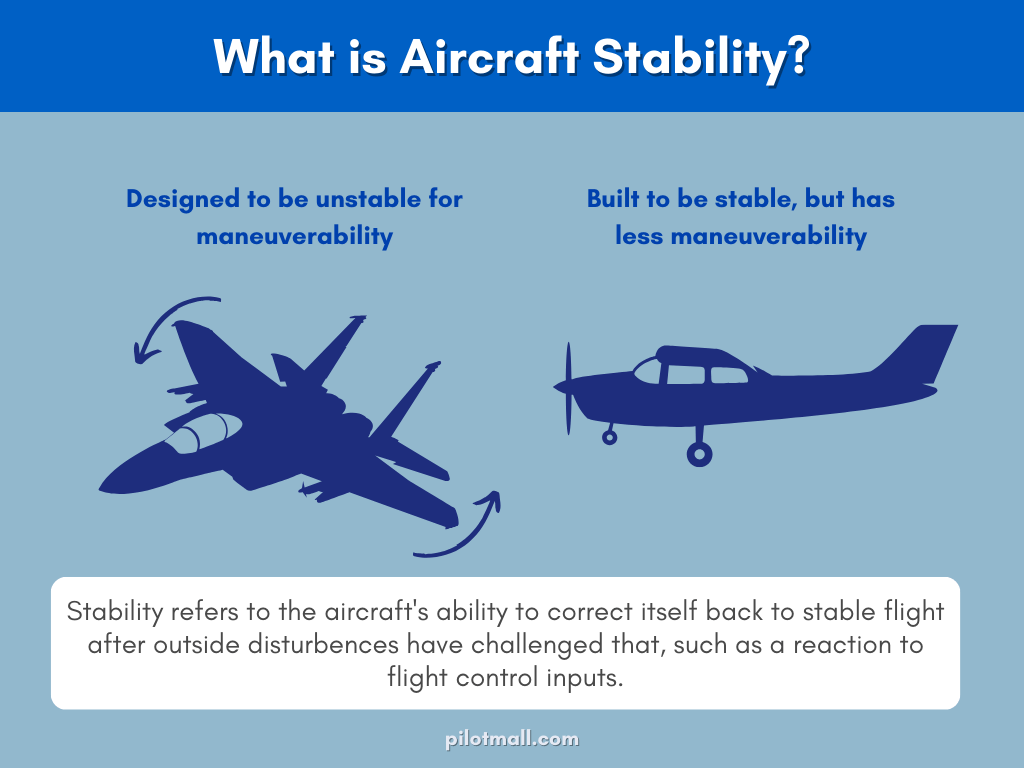 What is Aircraft Stability?
Designed to be unstable for
maneuverability
Built to be stable, but has
less maneuverability
Stability refers to the aircraft's ability to correct itself back to stable flight
after outside disturbences have challenged that, such as a reaction to
flight control inputs.
pilotmall.com